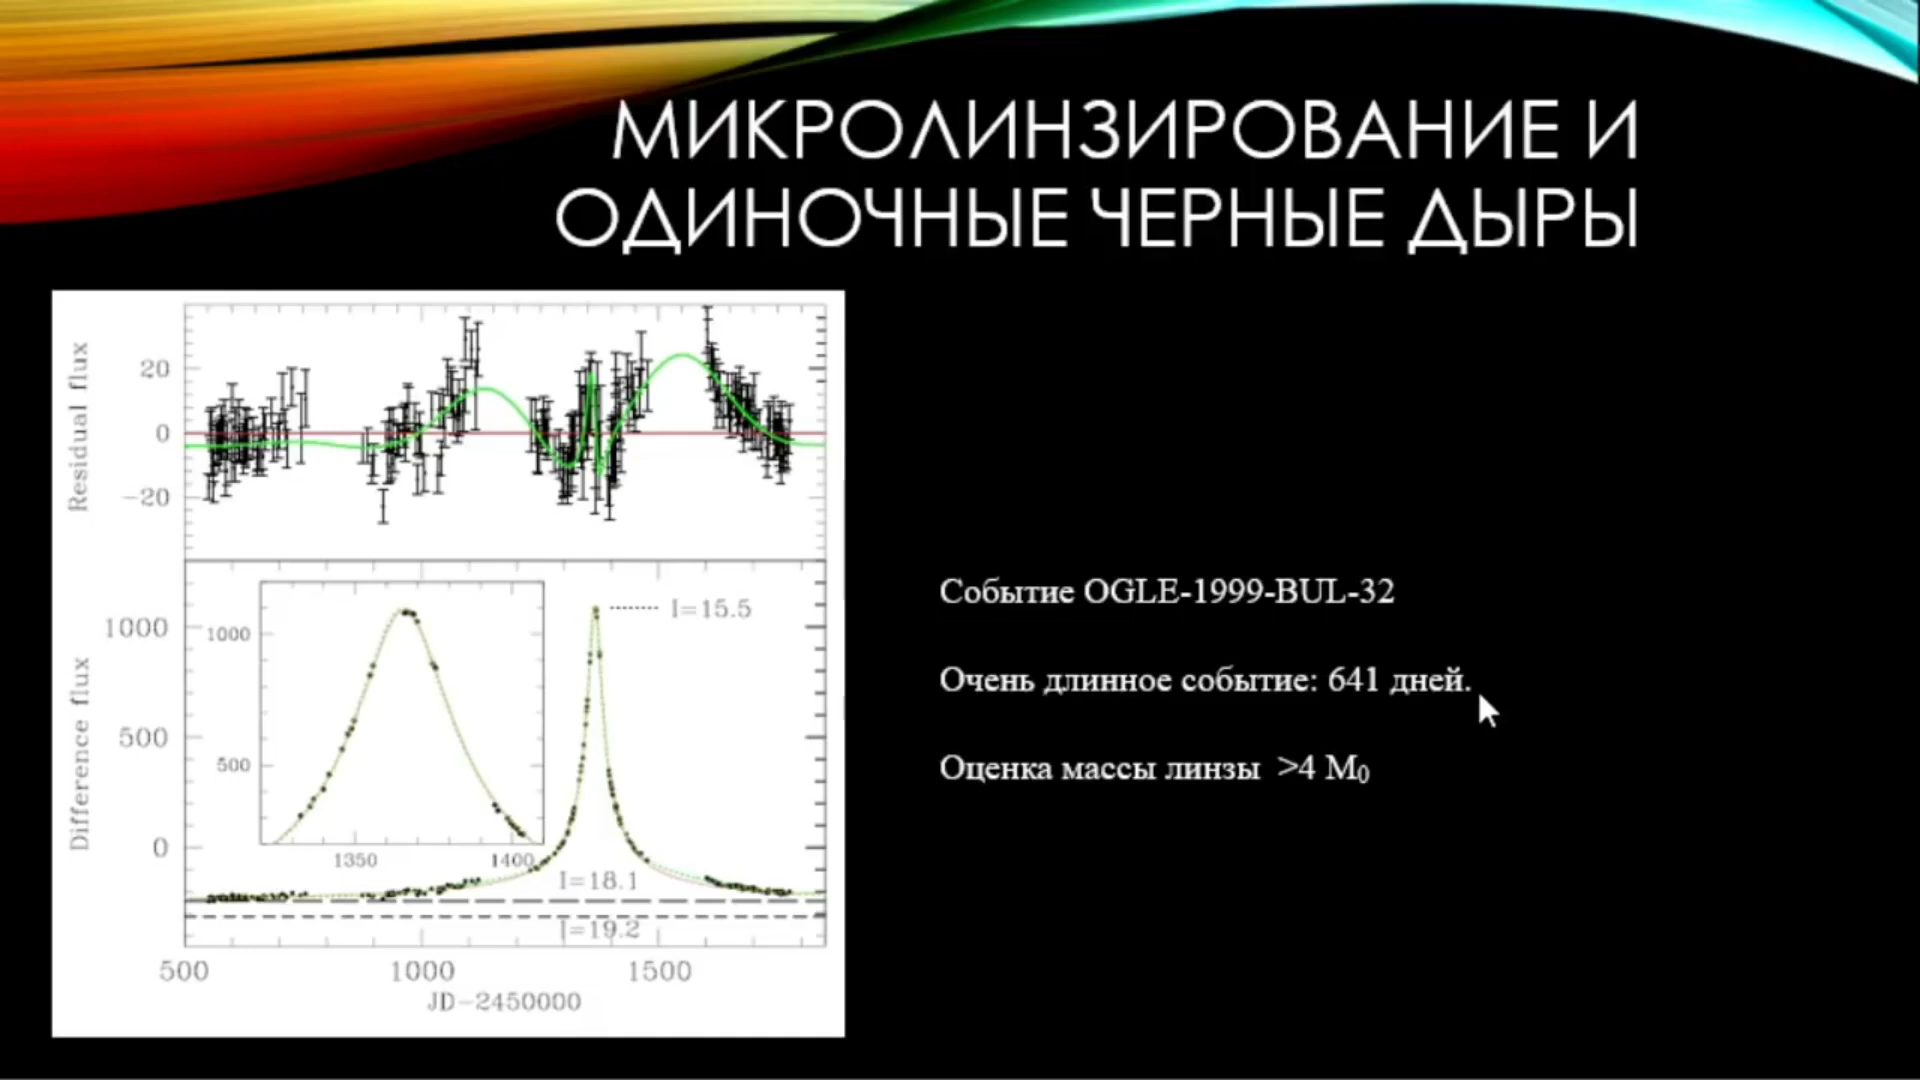 МИКРОЛИНЗИРОВАНИЕ И
ОДИНОЧНЫЕ ЧЕРНЫЕ ДЫРЫ
Residual flux
20
0
-20
Difference flux
1000
500
0
1000
500
1350
1400
I=15.5
I=18.1
I=19.2
500
1000
1500
JD-2450000
Событие OGLE-1999-BUL-32
Очень длинное событие: 641 дней.
Оценка массы линзы >4 M₀